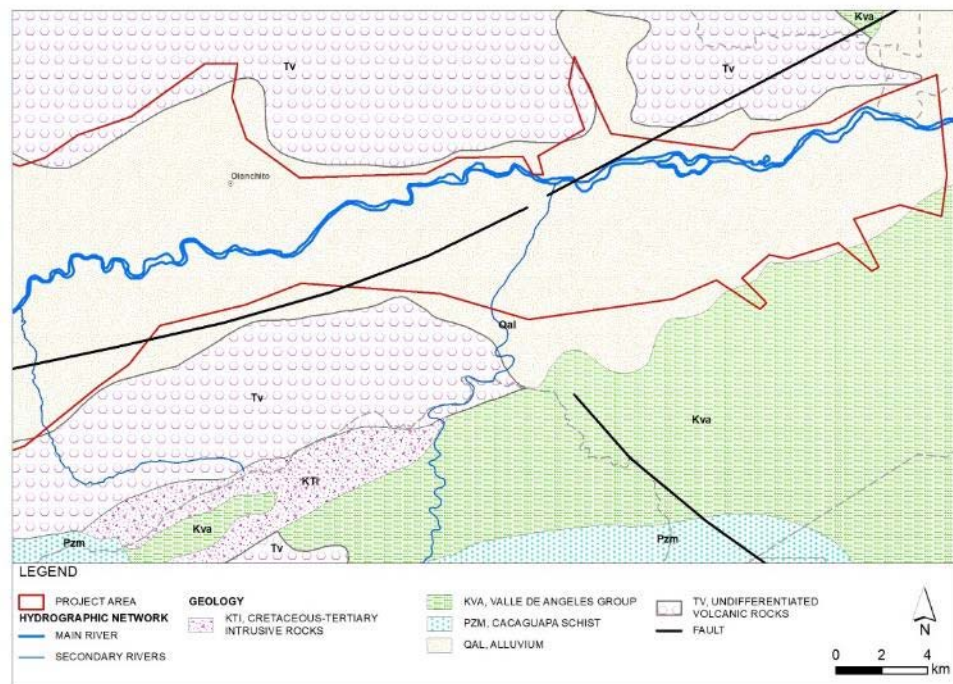 Kva
Tv
Tv
Olanchito
Qal
Tv
Kva
KTi
Kva
Pzm
Tv
Pzm
LEGEND
PROJECT AREA
HYDROGRAPHIC NETWORK
MAIN RIVER
SECONDARY RIVERS
GEOLOGY
KTI, CRETACEOUS-TERTIARY
INTRUSIVE ROCKS
KVA, VALLE DE ANGELES GROUP
PZM, CACAGUAPA SCHIST
QAL, ALLUVIUM
TV, UNDIFFERENTIATED
VOLCANIC ROCKS
FAULT
N
0 2 4
km